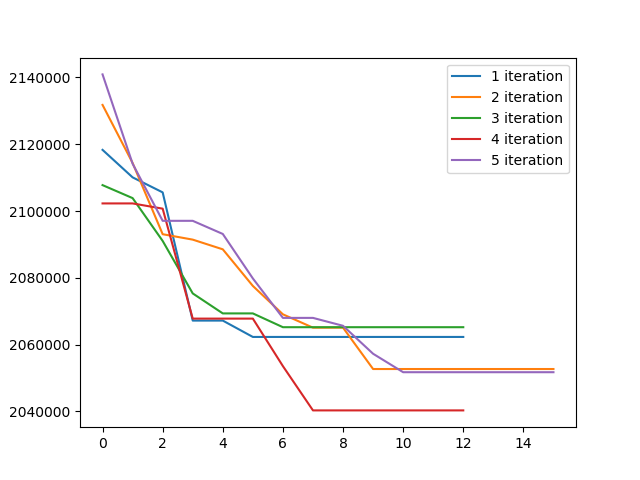 2140000
2120000
2100000
2080000
2060000
2040000
0 2 4 6 8 10 12 14
1 iteration
2 iteration
3 iteration
4 iteration
5 iteration